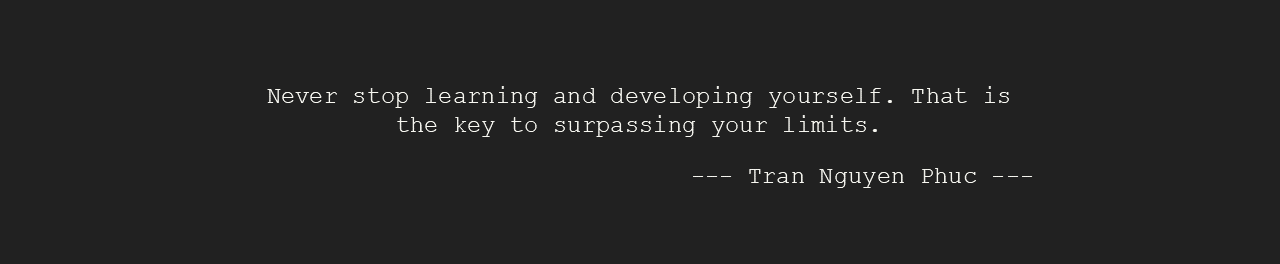 Never stop learning and developing yourself. That is
the key to surpassing your limits.
--- Tran Nguyen Phuc ---